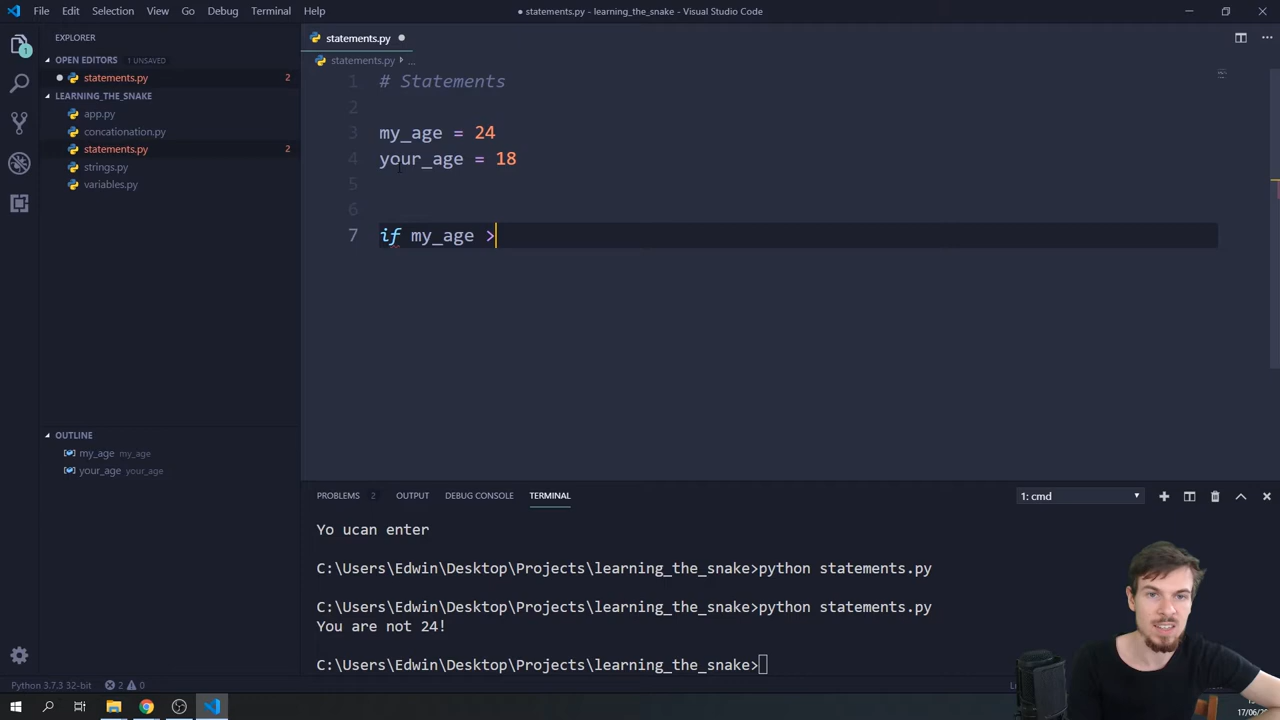 File Edit Selection View Go Debug Terminal Help
● statements.py - learning_the_snake - Visual Studio Code
EXPLORER
OPEN EDITORS 1 UNSAVED
statements.py 2
LEARNING_THE_SNAKE
app.py
concationation.py
statements.py 2
strings.py
variables.py
OUTLINE
my_age my_age
your_age your_age
1
statements.py
statements.py ...
1 # Statements
2
3 my_age = 24
4 your_age = 18
5
6
7 if my_age >
PROBLEMS 2 OUTPUT DEBUG CONSOLE TERMINAL
1: cmd
Yo ucan enter
C:\Users\Edwin\Desktop\Projects\learning_the_snake>python statements.py
C:\Users\Edwin\Desktop\Projects\learning_the_snake>python statements.py
You are not 24!
C:\Users\Edwin\Desktop\Projects\learning_the_snake>
Python 3.7.3 32-bit 2 0